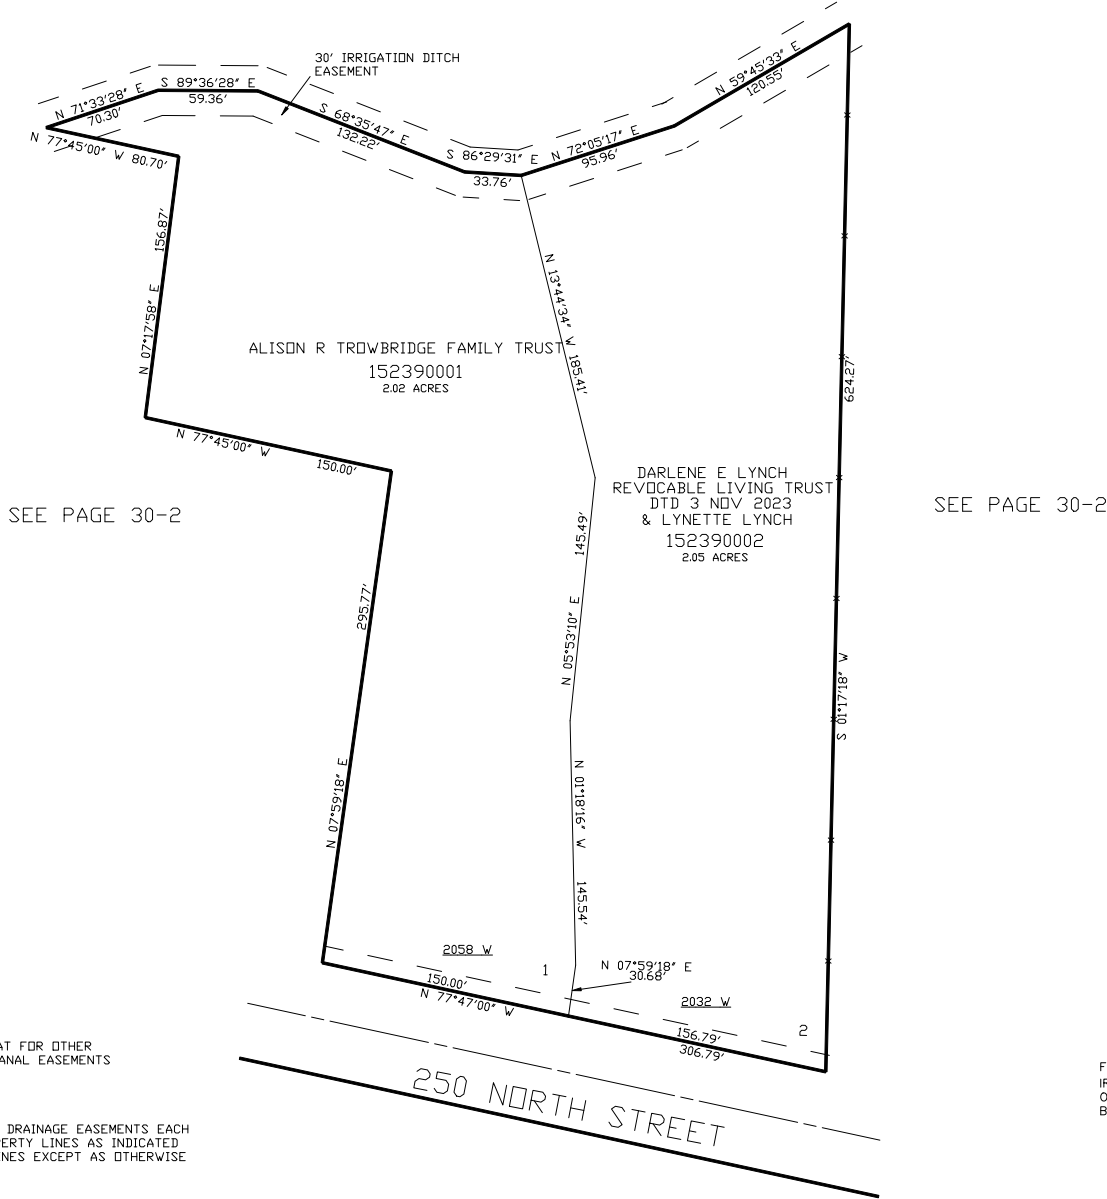 30' IRRIGATION DITCH
EASEMENT
N 59°45'33" E
120.55'
N 71°33'28" E
70.30'
S 89°36'28" E
59.36'
S 68°35'47" E
132.22'
S 86°29'31" E
33.76'
N 72°05'17" E
95.96'
N 77°45'00" W 80.70'
156.87'
N 07°17'58" E
N 13°44'34" W 185.41'
624.27'
ALISON R TROWBRIDGE FAMILY TRUST
152390001
2.02 ACRES
N 77°45'00" W
150.00'
DARLENE E LYNCH
REVOCABLE LIVING TRUST
DTD 3 NOV 2023
& LYNETTE LYNCH
152390002
2.05 ACRES
SEE PAGE 30-2
SEE PAGE 30-2
145.49'
N 05°53'10" E
295.77'
N 07°59'18" E
S 01°17'18" W
N 01°18'16" W
145.54'
2058 W
1
N 07°59'18" E
30.68'
150.00'
N 77°47'00" W
2032 W
2
156.79'
306.79'
250 NORTH STREET
AT FOR OTHER
ANAL EASEMENTS
DRAINAGE EASEMENTS EACH
PERTY LINES AS INDICATED
NES EXCEPT AS OTHERWISE
F
IR
O
B